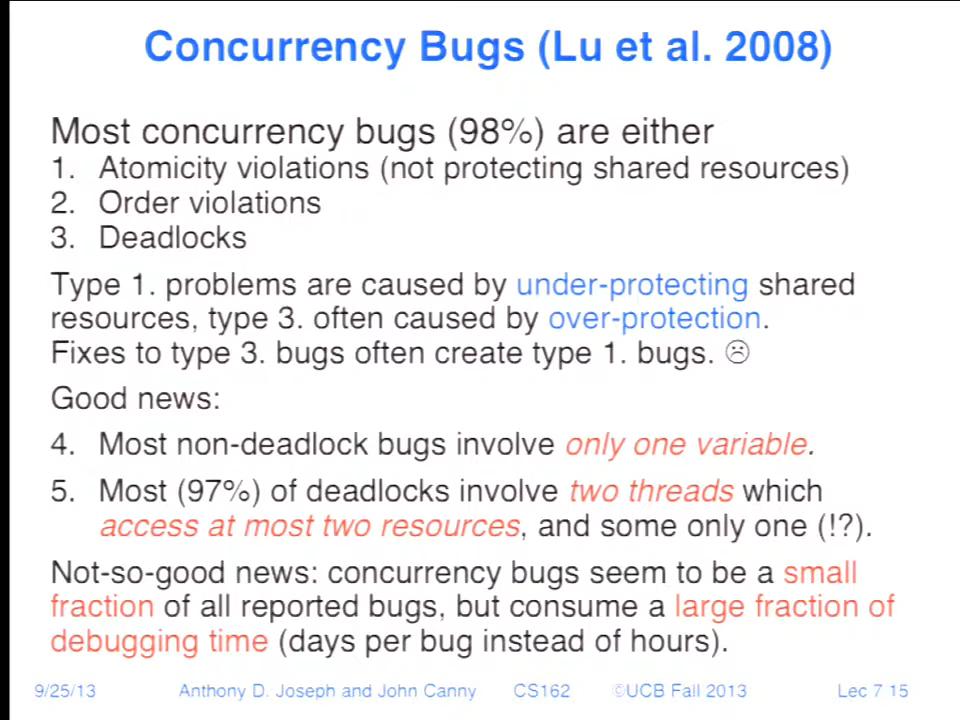 Concurrency Bugs (Lu et al. 2008)
Most concurrency bugs (98%) are either
1. Atomicity violations (not protecting shared resources)
2. Order violations
3. Deadlocks
Type 1. problems are caused by under-protecting shared
resources, type 3. often caused by over-protection.
Fixes to type 3. bugs often create type 1. bugs. ☹
Good news:
4. Most non-deadlock bugs involve only one variable.
5. Most (97%) of deadlocks involve two threads which
access at most two resources, and some only one (!?).
Not-so-good news: concurrency bugs seem to be a small
fraction of all reported bugs, but consume a large fraction of
debugging time (days per bug instead of hours).
9/25/13 Anthony D. Joseph and John Canny CS162 ©UCB Fall 2013 Lec 7 15